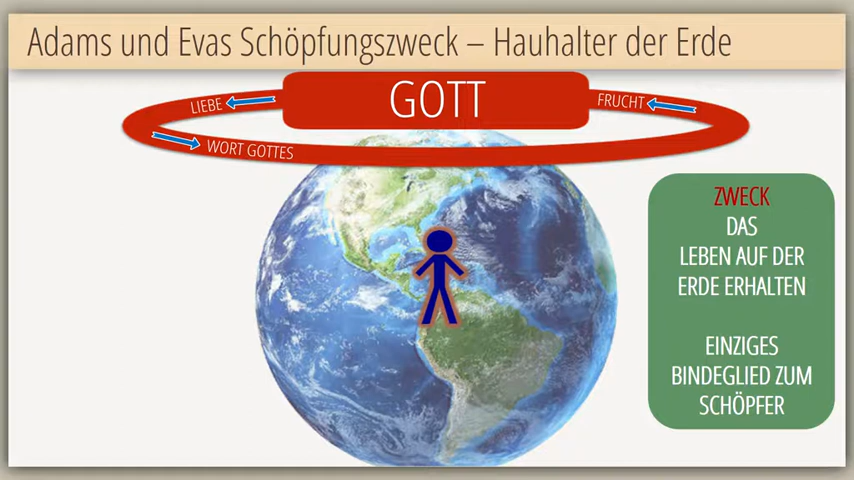 Adams und Evas Schöpfungszweck – Hauhalter der Erde
GOTT
LIEBE
FRUCHT
WORT GOTTES
ZWECK
DAS
LEBEN AUF DER
ERDE ERHALTEN
EINZIGES
BINDEGLIED ZUM
SCHÖPFER